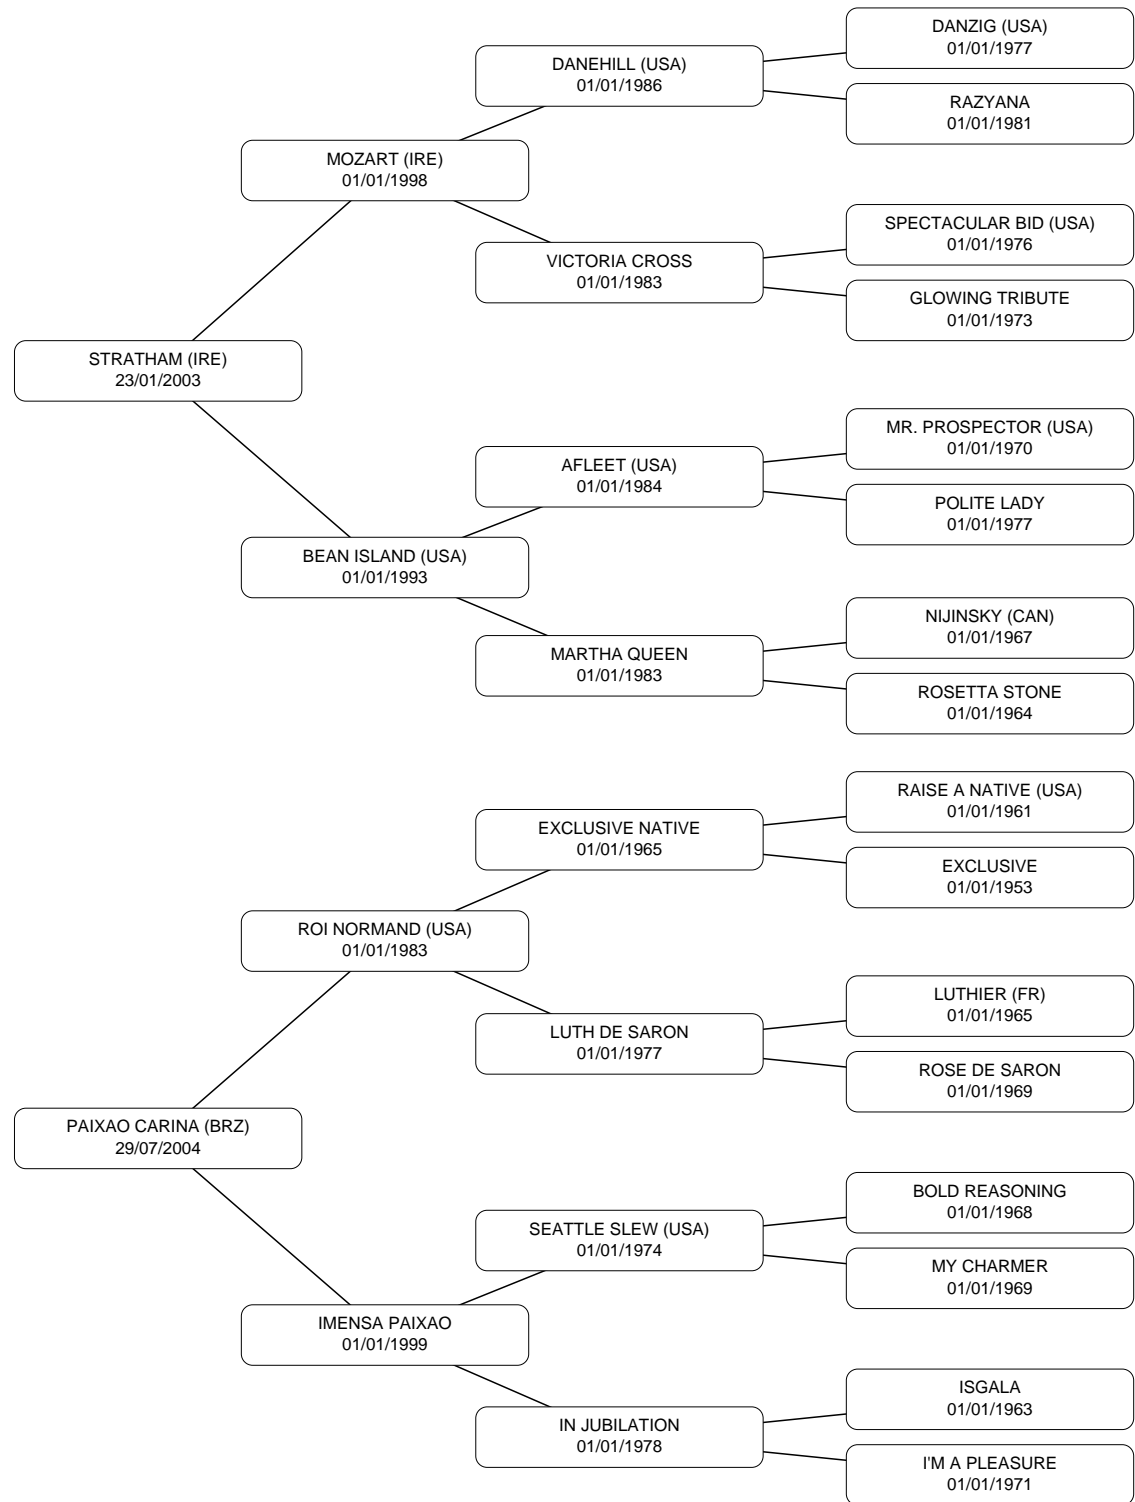 DANZIG (USA)
01/01/1977
DANEHILL (USA)
01/01/1986
RAZYANA
01/01/1981
MOZART (IRE)
01/01/1998
SPECTACULAR BID (USA)
01/01/1976
VICTORIA CROSS
01/01/1983
GLOWING TRIBUTE
01/01/1973
STRATHAM (IRE)
23/01/2003
MR. PROSPECTOR (USA)
01/01/1970
AFLEET (USA)
01/01/1984
POLITE LADY
01/01/1977
BEAN ISLAND (USA)
01/01/1993
NIJINSKY (CAN)
01/01/1967
MARTHA QUEEN
01/01/1983
ROSETTA STONE
01/01/1964
RAISE A NATIVE (USA)
01/01/1961
EXCLUSIVE NATIVE
01/01/1965
EXCLUSIVE
01/01/1953
ROI NORMAND (USA)
01/01/1983
LUTHIER (FR)
01/01/1965
LUTH DE SARON
01/01/1977
ROSE DE SARON
01/01/1969
PAIXAO CARINA (BRZ)
29/07/2004
BOLD REASONING
01/01/1968
SEATTLE SLEW (USA)
01/01/1974
MY CHARMER
01/01/1969
IMENSA PAIXAO
01/01/1999
ISGALA
01/01/1963
IN JUBILATION
01/01/1978
I'M A PLEASURE
01/01/1971